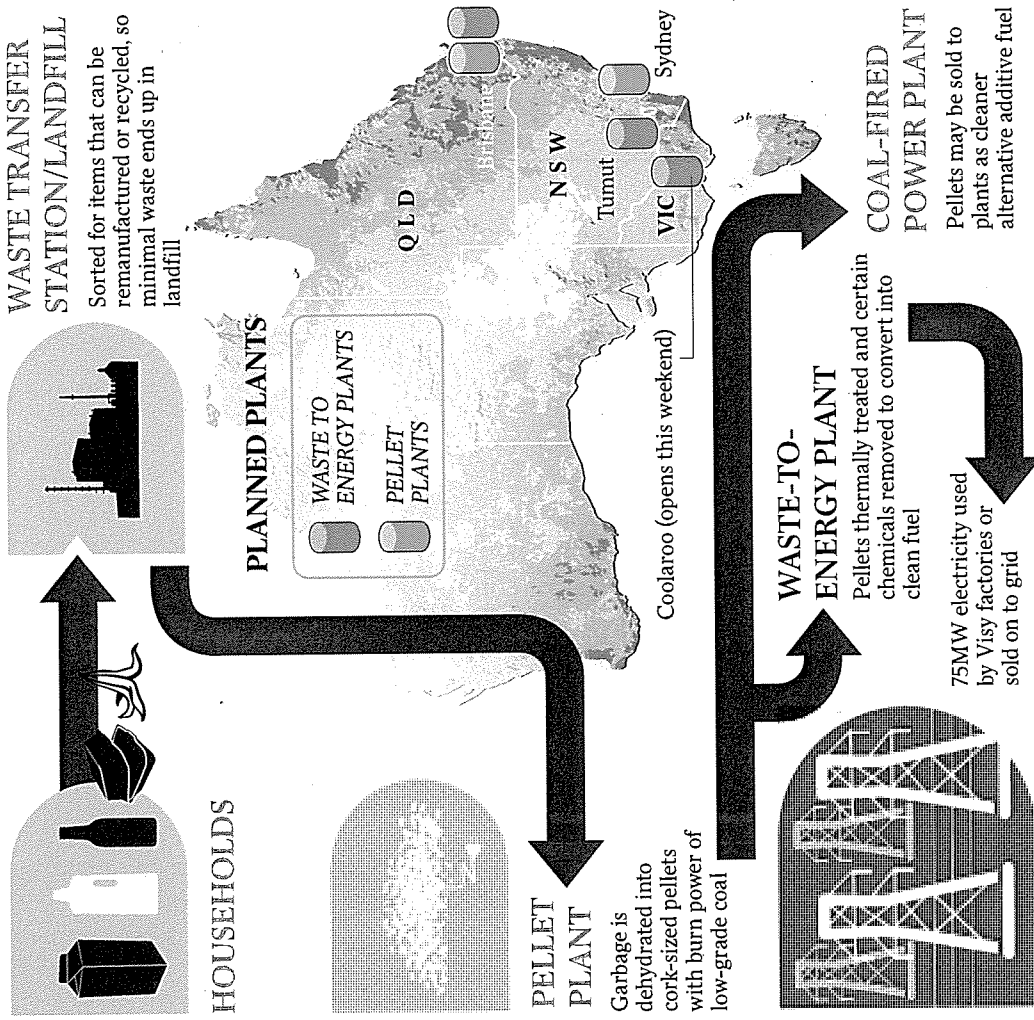 HOUSEHOLDS
WASTE TRANSFER
STATION/LANDFILL
Sorted for items that can be
remanufactured or recycled, so
minimal waste ends up in
landfill
PLANNED PLANTS
WASTE TO
ENERGY PLANTS
PELLET
PLANTS
QLD
Brisbane
NSW
Tumut
Sydney
VIC
Coolaroo (opens this weekend)
PELLET
PLANT
Garbage is
dehydrated into
cork-sized pellets
with burn power of
low-grade coal
WASTE-TO-
ENERGY PLANT
Pellets thermally treated and certain
chemicals removed to convert into
clean fuel
COAL-FIRED
POWER PLANT
Pellets may be sold to
plants as cleaner
alternative additive fuel
75MW electricity used
by Visy factories or
sold on to grid